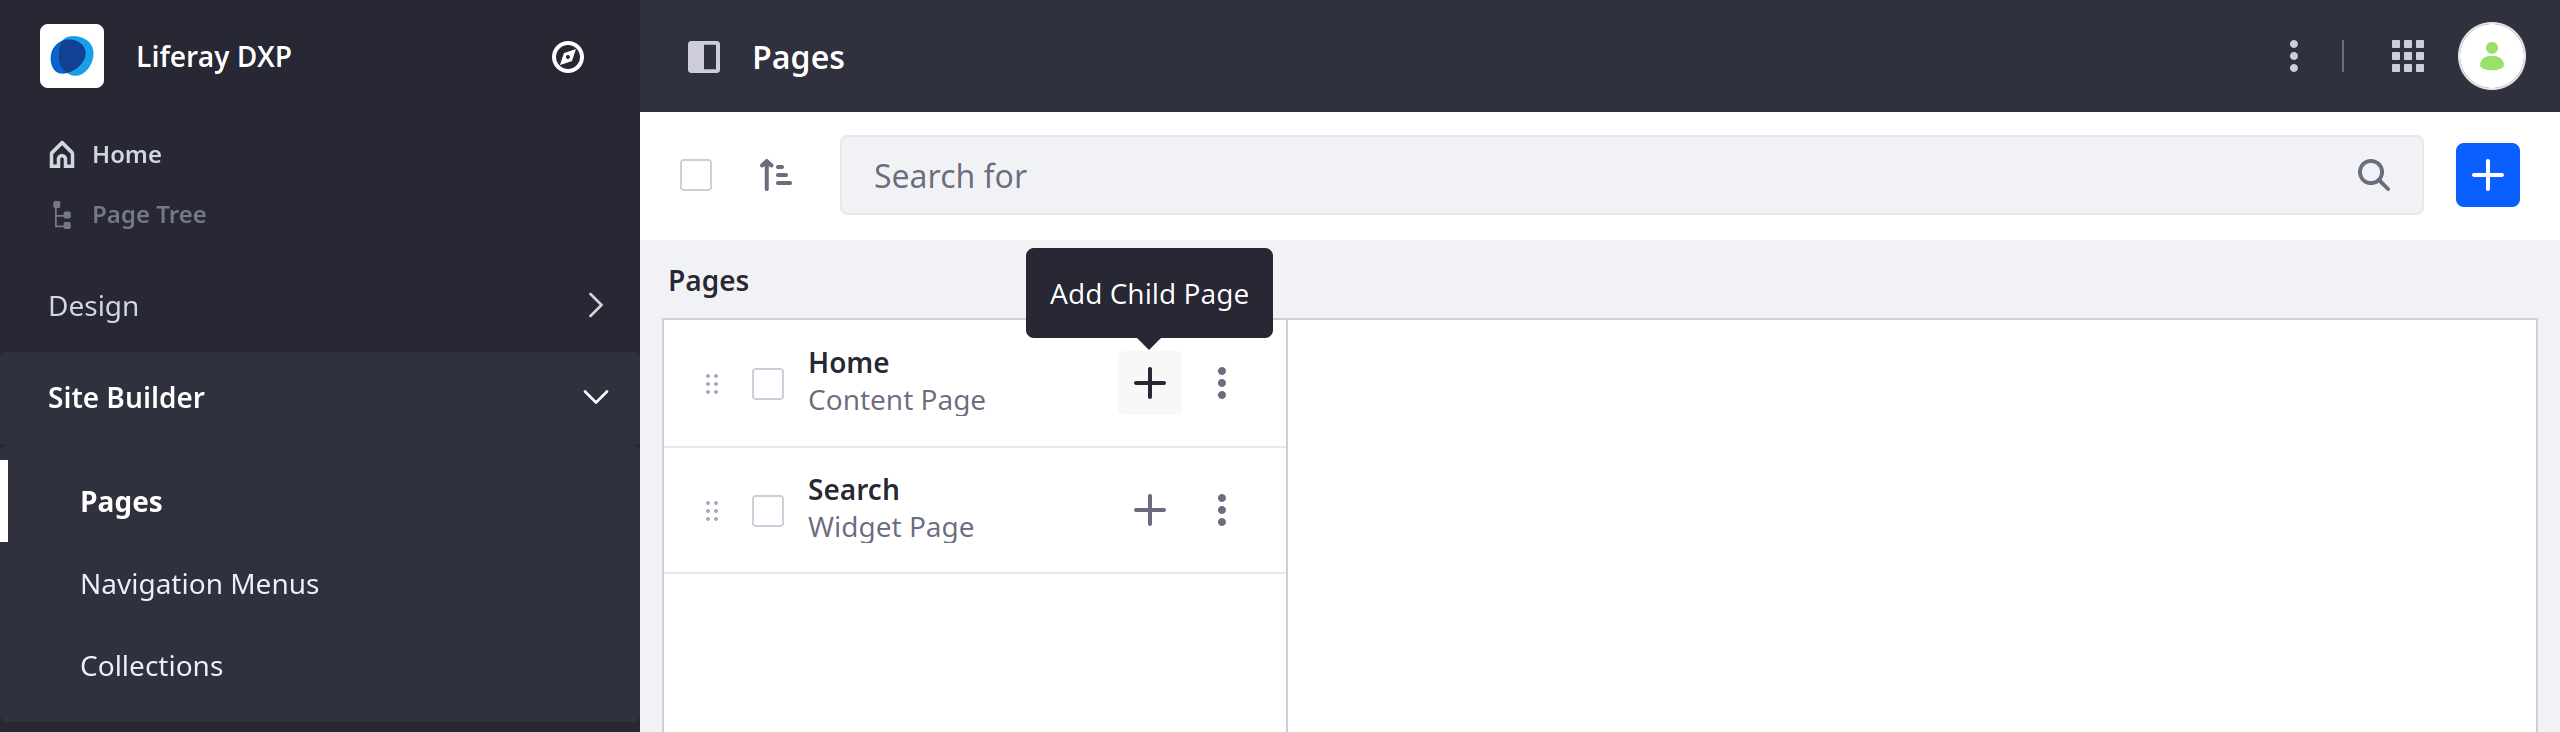 Liferay DXP
Home
Page Tree
Design
Site Builder
Pages
Navigation Menus
Collections
Pages
Search for
Pages
Add Child Page
Home
Content Page
Search
Widget Page